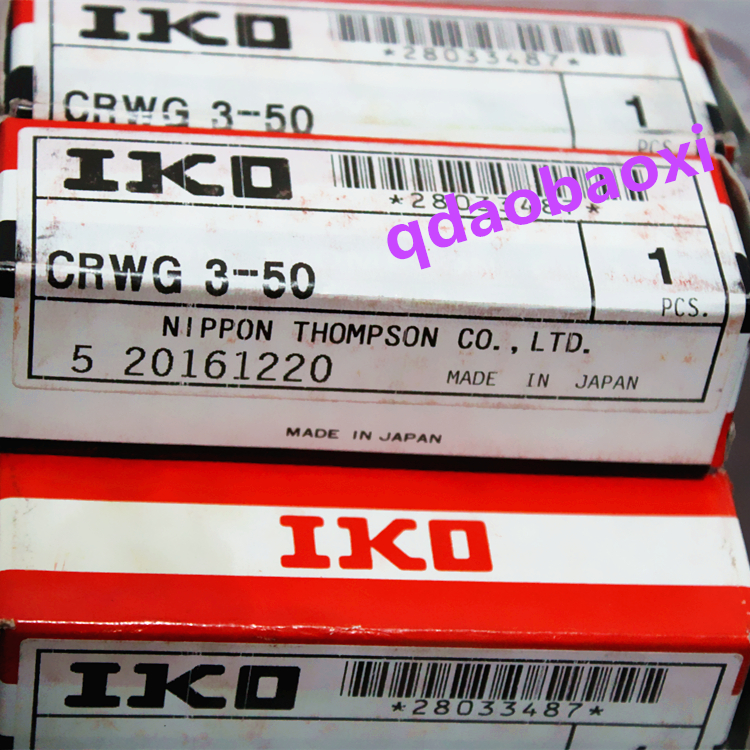 IKO
*28033487*
CRWG 3-50
1
PCS.
IKO
*28033487*
qdaobaoxi
CRWG 3-50
1
PCS.
NIPPON THOMPSON CO., LTD.
5 20161220
MADE IN JAPAN
MADE IN JAPAN
IKO
IKO
*28033487*